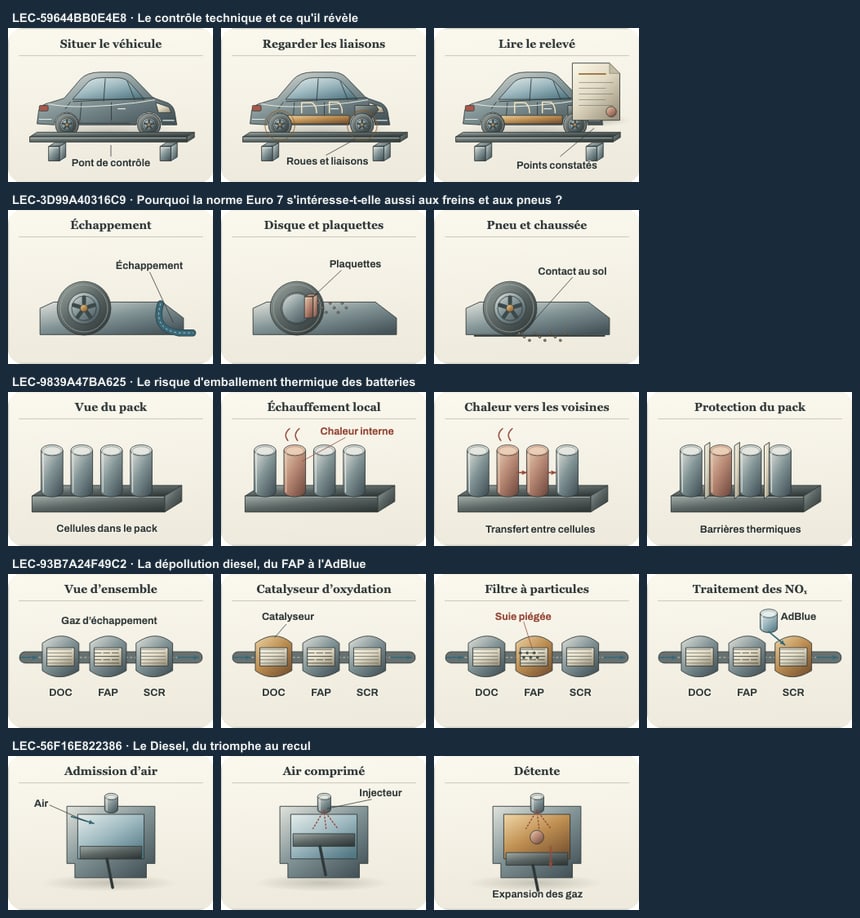 LEC-59644BB0E4E8 · Le contrôle technique et ce qu'il révèle
Situer le véhicule
Regarder les liaisons
Lire le relevé
Pont de contrôle
Roues et liaisons
Points constatés
LEC-3D99A40316C9 · Pourquoi la norme Euro 7 s'intéresse-t-elle aussi aux freins et aux pneus ?
Échappement
Disque et plaquettes
Pneu et chaussée
Échappement
Plaquettes
Contact au sol
LEC-9839A47BA625 · Le risque d'emballement thermique des batteries
Vue du pack
Échauffement local
Chaleur vers les voisines
Protection du pack
Chaleur interne
Cellules dans le pack
Transfert entre cellules
Barrières thermiques
LEC-93B7A24F49C2 · La dépollution diesel, du FAP à l'AdBlue
Vue d’ensemble
Catalyseur d’oxydation
Filtre à particules
Traitement des NOₓ
Gaz d’échappement
Catalyseur
Suie piégée
AdBlue
DOC FAP SCR
DOC FAP SCR
DOC FAP SCR
DOC FAP SCR
LEC-56F16E822386 · Le Diesel, du triomphe au recul
Admission d’air
Air comprimé
Détente
Air
Injecteur
Expansion des gaz